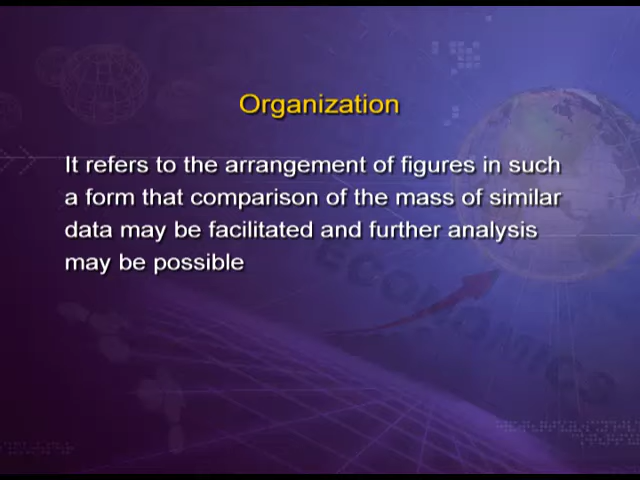 Organization
It refers to the arrangement of figures in such
a form that comparison of the mass of similar
data may be facilitated and further analysis
may be possible
ECONOMICS